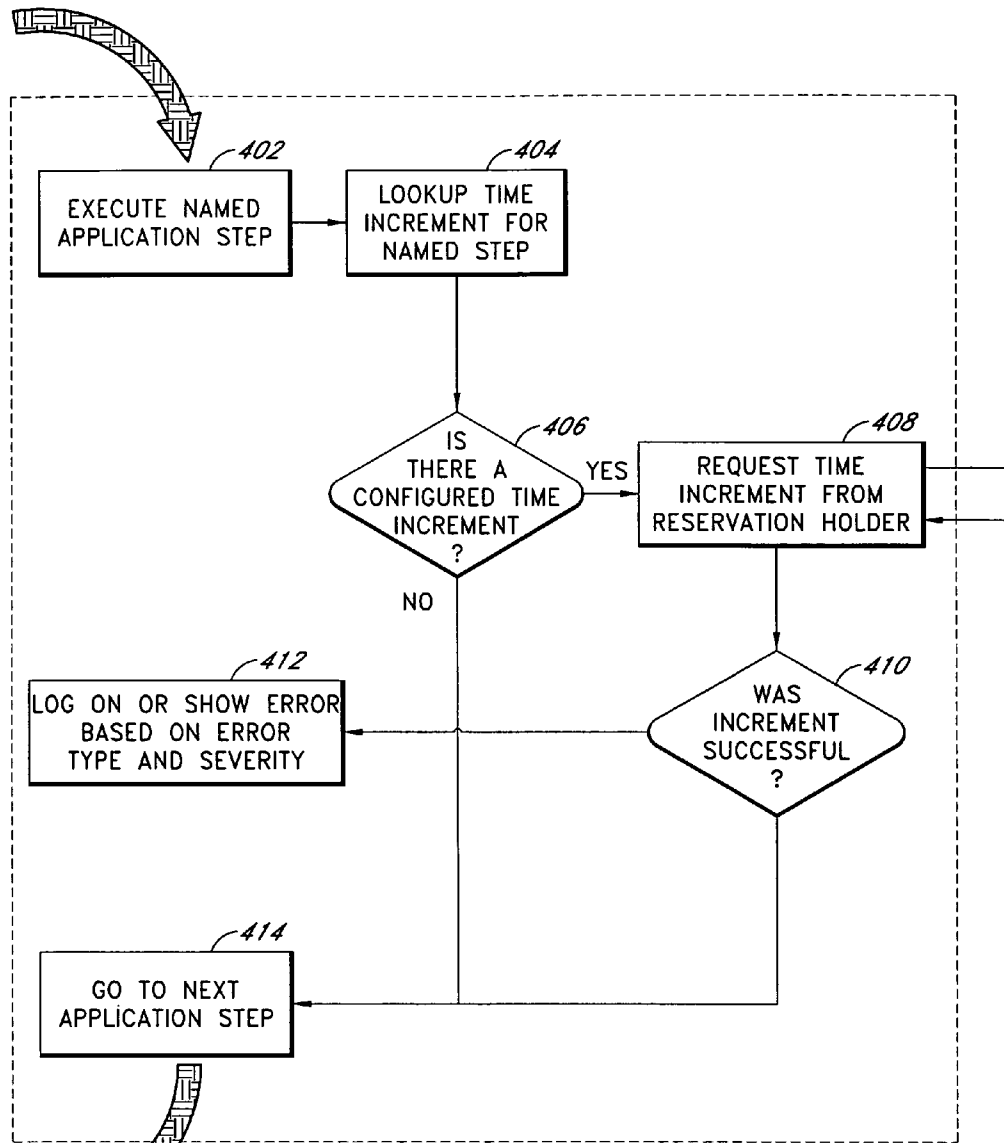 402
EXECUTE NAMED
APPLICATION STEP
404
LOOKUP TIME
INCREMENT FOR
NAMED STEP
406
IS
THERE A
CONFIGURED TIME
INCREMENT
?
YES
NO
408
REQUEST TIME
INCREMENT FROM
RESERVATION HOLDER
410
WAS
INCREMENT
SUCCESSFUL
?
412
LOG ON OR SHOW ERROR
BASED ON ERROR
TYPE AND SEVERITY
414
GO TO NEXT
APPLICATION STEP